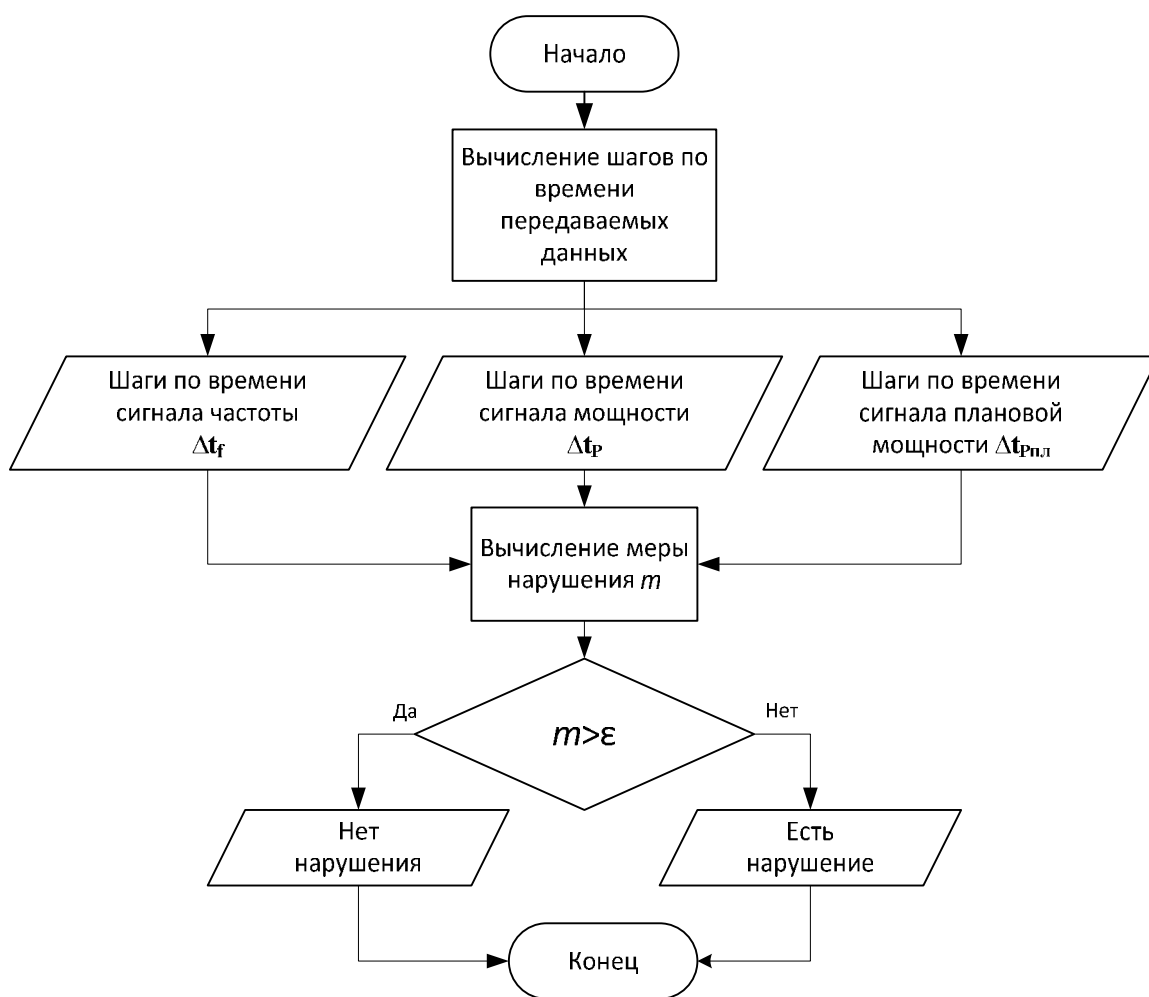 Начало
Вычисление шагов по
времени
передаваемых
данных
Шаги по времени
сигнала частоты
Δtf
Шаги по времени
сигнала мощности
ΔtP
Шаги по времени
сигнала плановой
мощности ΔtPпл
Вычисление меры
нарушения m
Да
m>ε
Нет
Нет
нарушения
Есть
нарушение
Конец